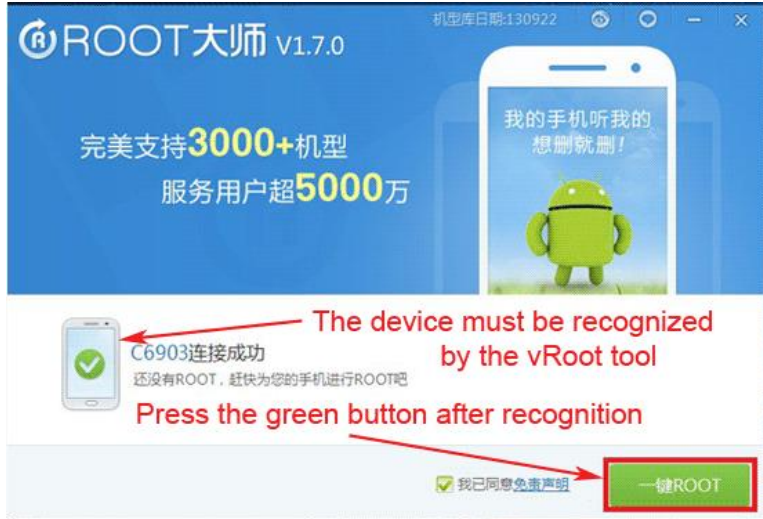 ROOT大师 V1.7.0
机型库日期:130922
完美支持3000+机型
服务用户超5000万
我的手机听我的
想删就删!
The device must be recognized
by the vRoot tool
C6903连接成功
还没有ROOT，赶快为您的手机进行ROOT吧
Press the green button after recognition
我已同意免责声明
一键ROOT